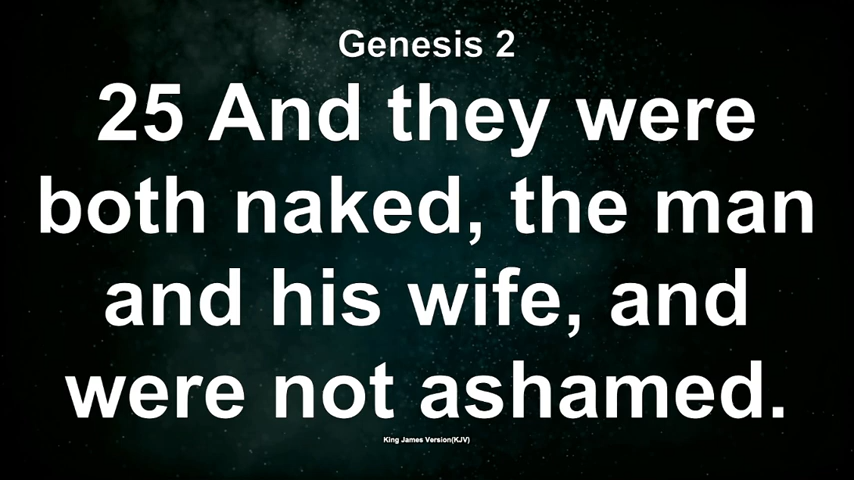 Genesis 2
25 And they were
both naked, the man
and his wife, and
were not ashamed.
King James Version(KJV)